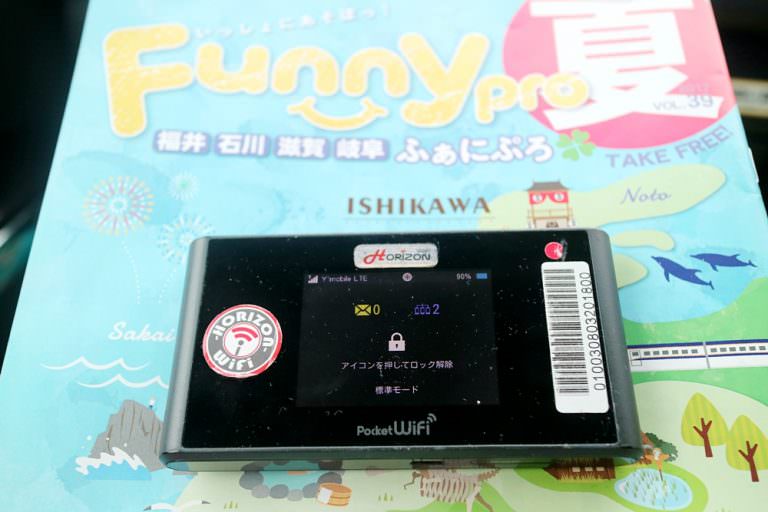 いっしょにあそぼっ!
Funny pro
夏
2017
VOL.39
福井 石川 滋賀 岐阜 ふぁにぷろ
TAKE FREE!
ISHIKAWA
Noto
Sakai
HORIZON
Y!mobile LTE
90%
0
2
アイコンを押してロック解除
標準モード
Pocket WiFi
HORIZON
WiFi
010030803201800